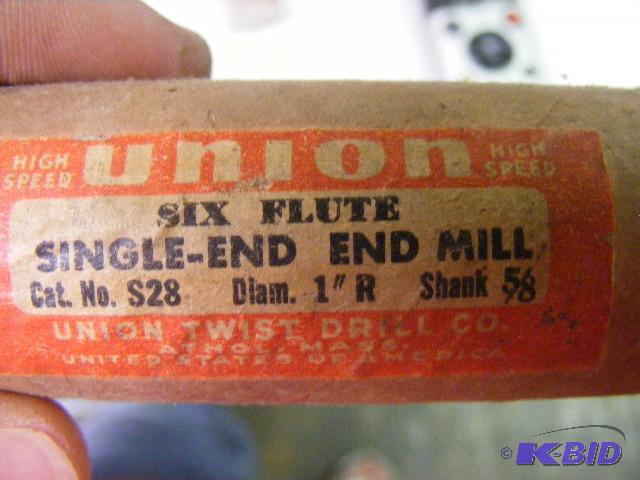 HIGH SPEED union HIGH SPEED
SIX FLUTE
SINGLE-END END MILL
Cat. No. S28 Diam. 1" R Shank 5/8
UNION TWIST DRILL CO.
ATHOL MASS.
UNITED STATES OF AMERICA
© K-BID